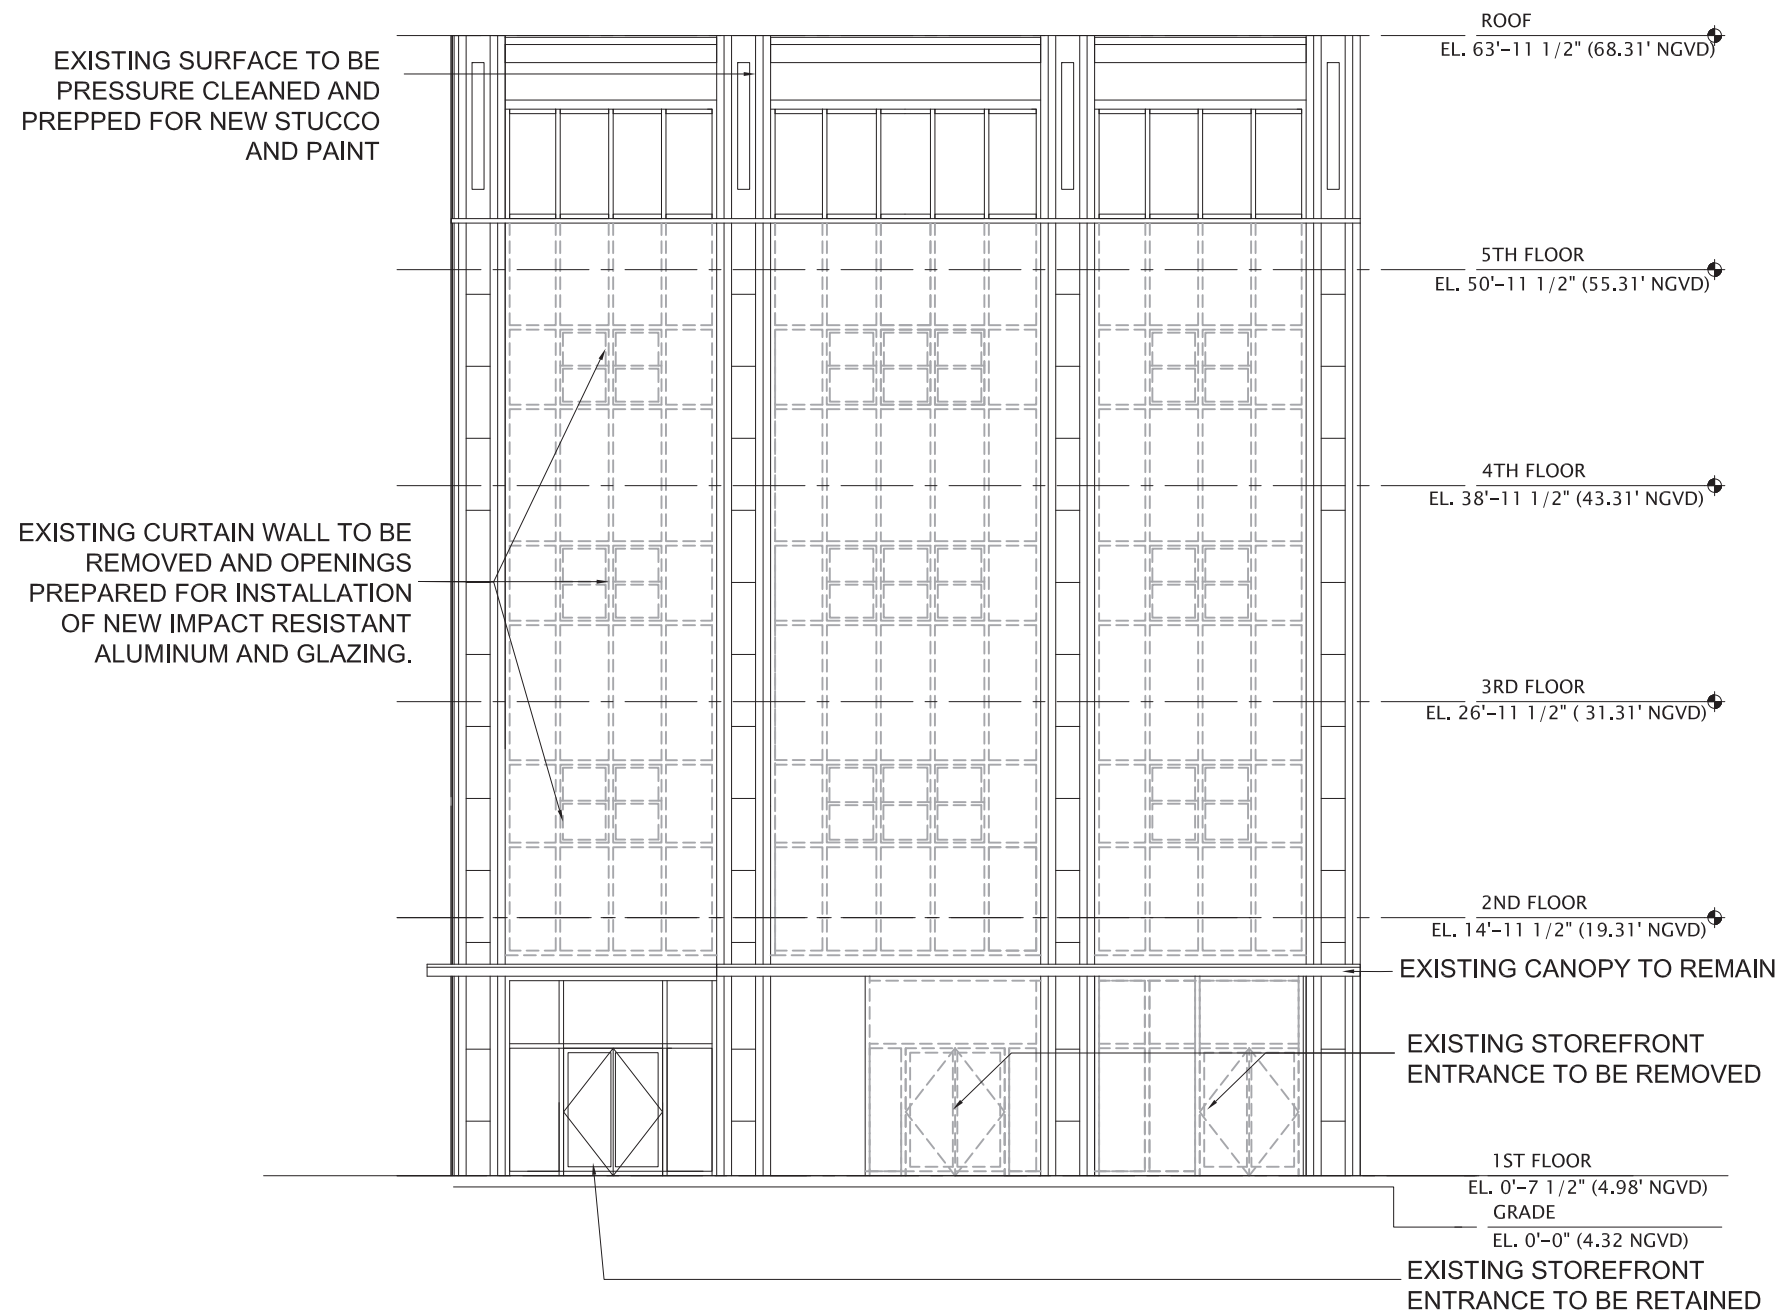 ROOF
EL. 63'-11 1/2" (68.31' NGVD)
EXISTING SURFACE TO BE
PRESSURE CLEANED AND
PREPPED FOR NEW STUCCO
AND PAINT
5TH FLOOR
EL. 50'-11 1/2" (55.31' NGVD)
4TH FLOOR
EL. 38'-11 1/2" (43.31' NGVD)
EXISTING CURTAIN WALL TO BE
REMOVED AND OPENINGS
PREPARED FOR INSTALLATION
OF NEW IMPACT RESISTANT
ALUMINUM AND GLAZING.
3RD FLOOR
EL. 26'-11 1/2" ( 31.31' NGVD)
2ND FLOOR
EL. 14'-11 1/2" (19.31' NGVD)
EXISTING CANOPY TO REMAIN
EXISTING STOREFRONT
ENTRANCE TO BE REMOVED
1ST FLOOR
EL. 0'-7 1/2" (4.98' NGVD)
GRADE
EL. 0'-0" (4.32 NGVD)
EXISTING STOREFRONT
ENTRANCE TO BE RETAINED